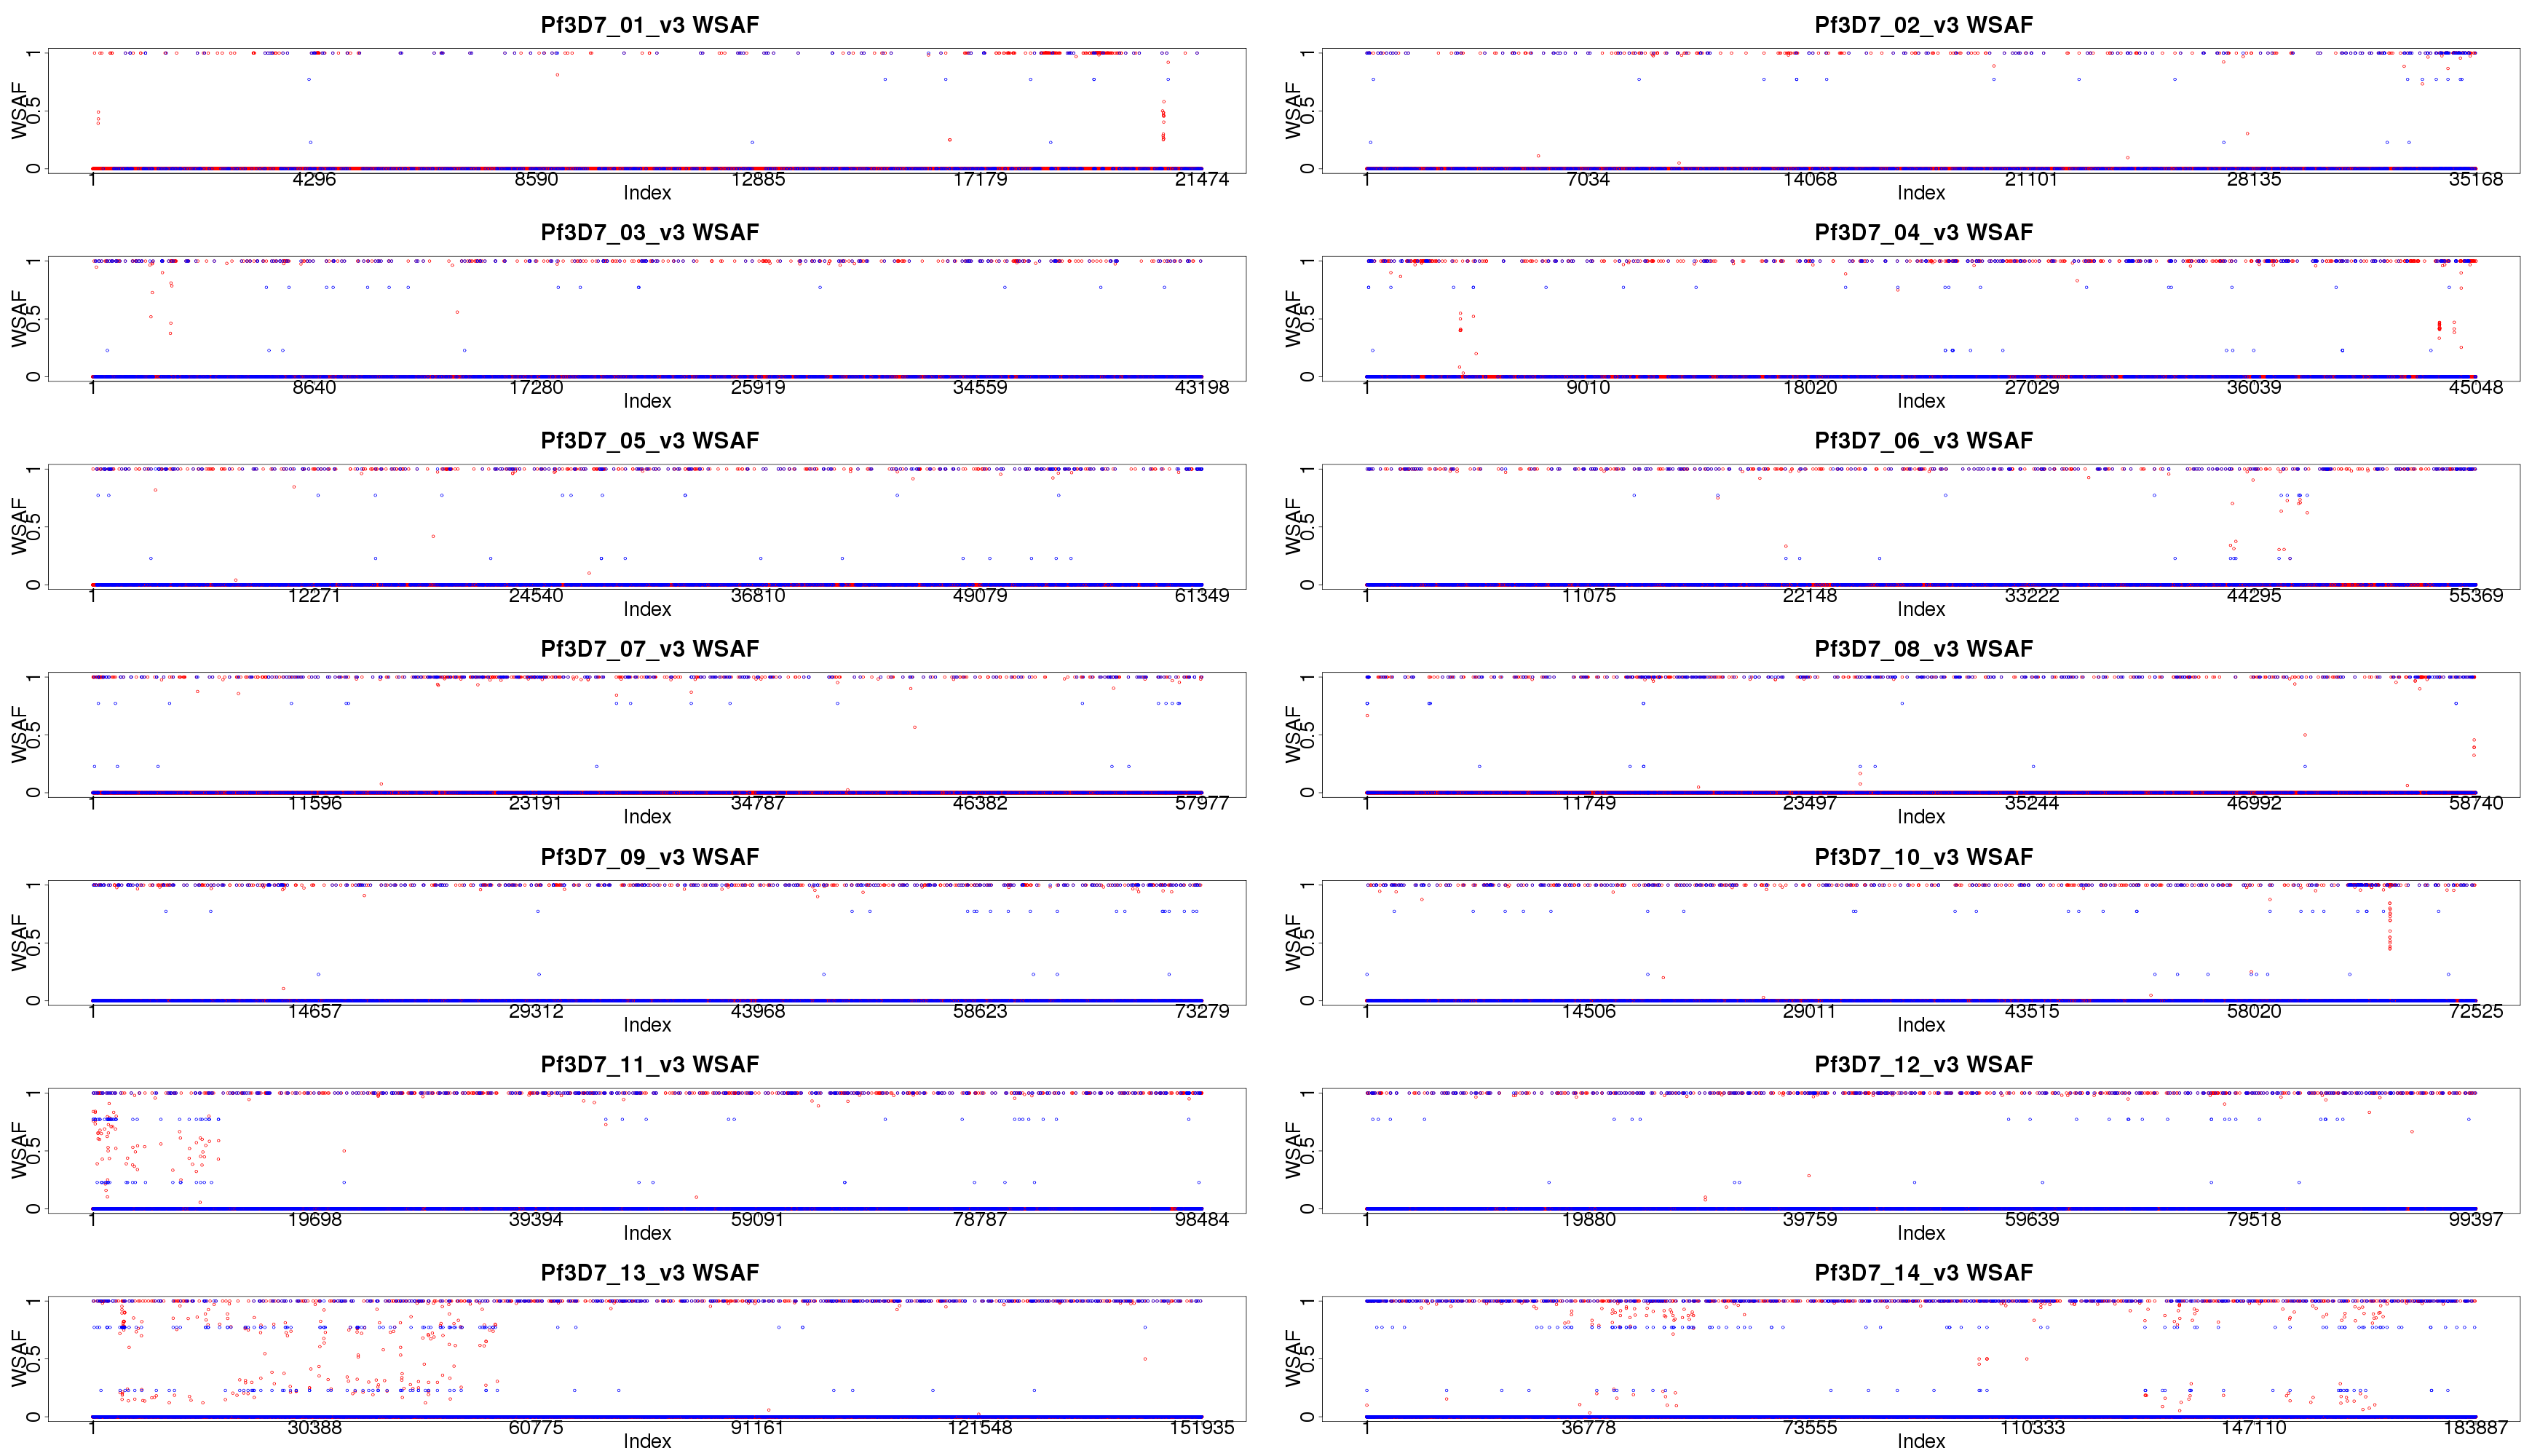 Pf3D7_01_v3 WSAF
WSAF
1
0.5
0
1 4296 8590 12885 17179 21474
Index
Pf3D7_02_v3 WSAF
WSAF
1
0.5
0
1 7034 14068 21101 28135 35168
Index
Pf3D7_03_v3 WSAF
WSAF
1
0.5
0
1 8640 17280 25919 34559 43198
Index
Pf3D7_04_v3 WSAF
WSAF
1
0.5
0
1 9010 18020 27029 36039 45048
Index
Pf3D7_05_v3 WSAF
WSAF
1
0.5
0
1 12271 24540 36810 49079 61349
Index
Pf3D7_06_v3 WSAF
WSAF
1
0.5
0
1 11075 22148 33222 44295 55369
Index
Pf3D7_07_v3 WSAF
WSAF
1
0.5
0
1 11596 23191 34787 46382 57977
Index
Pf3D7_08_v3 WSAF
WSAF
1
0.5
0
1 11749 23497 35244 46992 58740
Index
Pf3D7_09_v3 WSAF
WSAF
1
0.5
0
1 14657 29312 43968 58623 73279
Index
Pf3D7_10_v3 WSAF
WSAF
1
0.5
0
1 14506 29011 43515 58020 72525
Index
Pf3D7_11_v3 WSAF
WSAF
1
0.5
0
1 19698 39394 59091 78787 98484
Index
Pf3D7_12_v3 WSAF
WSAF
1
0.5
0
1 19880 39759 59639 79518 99397
Index
Pf3D7_13_v3 WSAF
WSAF
1
0.5
0
1 30388 60775 91161 121548 151935
Index
Pf3D7_14_v3 WSAF
WSAF
1
0.5
0
1 36778 73555 110333 147110 183887
Index